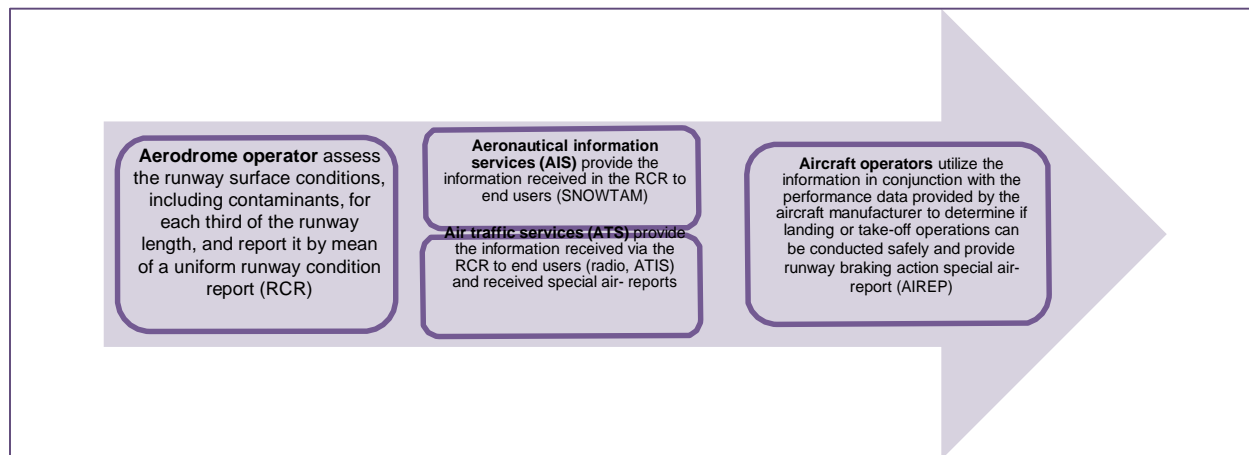 Aerodrome operator assess
the runway surface conditions,
including contaminants, for
each third of the runway
length, and report it by mean
of a uniform runway condition
report (RCR)
Aeronautical information
services (AIS) provide the
information received in the RCR to
end users (SNOWTAM)
Air traffic services (ATS) provide
the information received via the
RCR to end users (radio, ATIS)
and received special air- reports
Aircraft operators utilize the
information in conjunction with the
performance data provided by the
aircraft manufacturer to determine if
landing or take-off operations can
be conducted safely and provide
runway braking action special air-
report (AIREP)